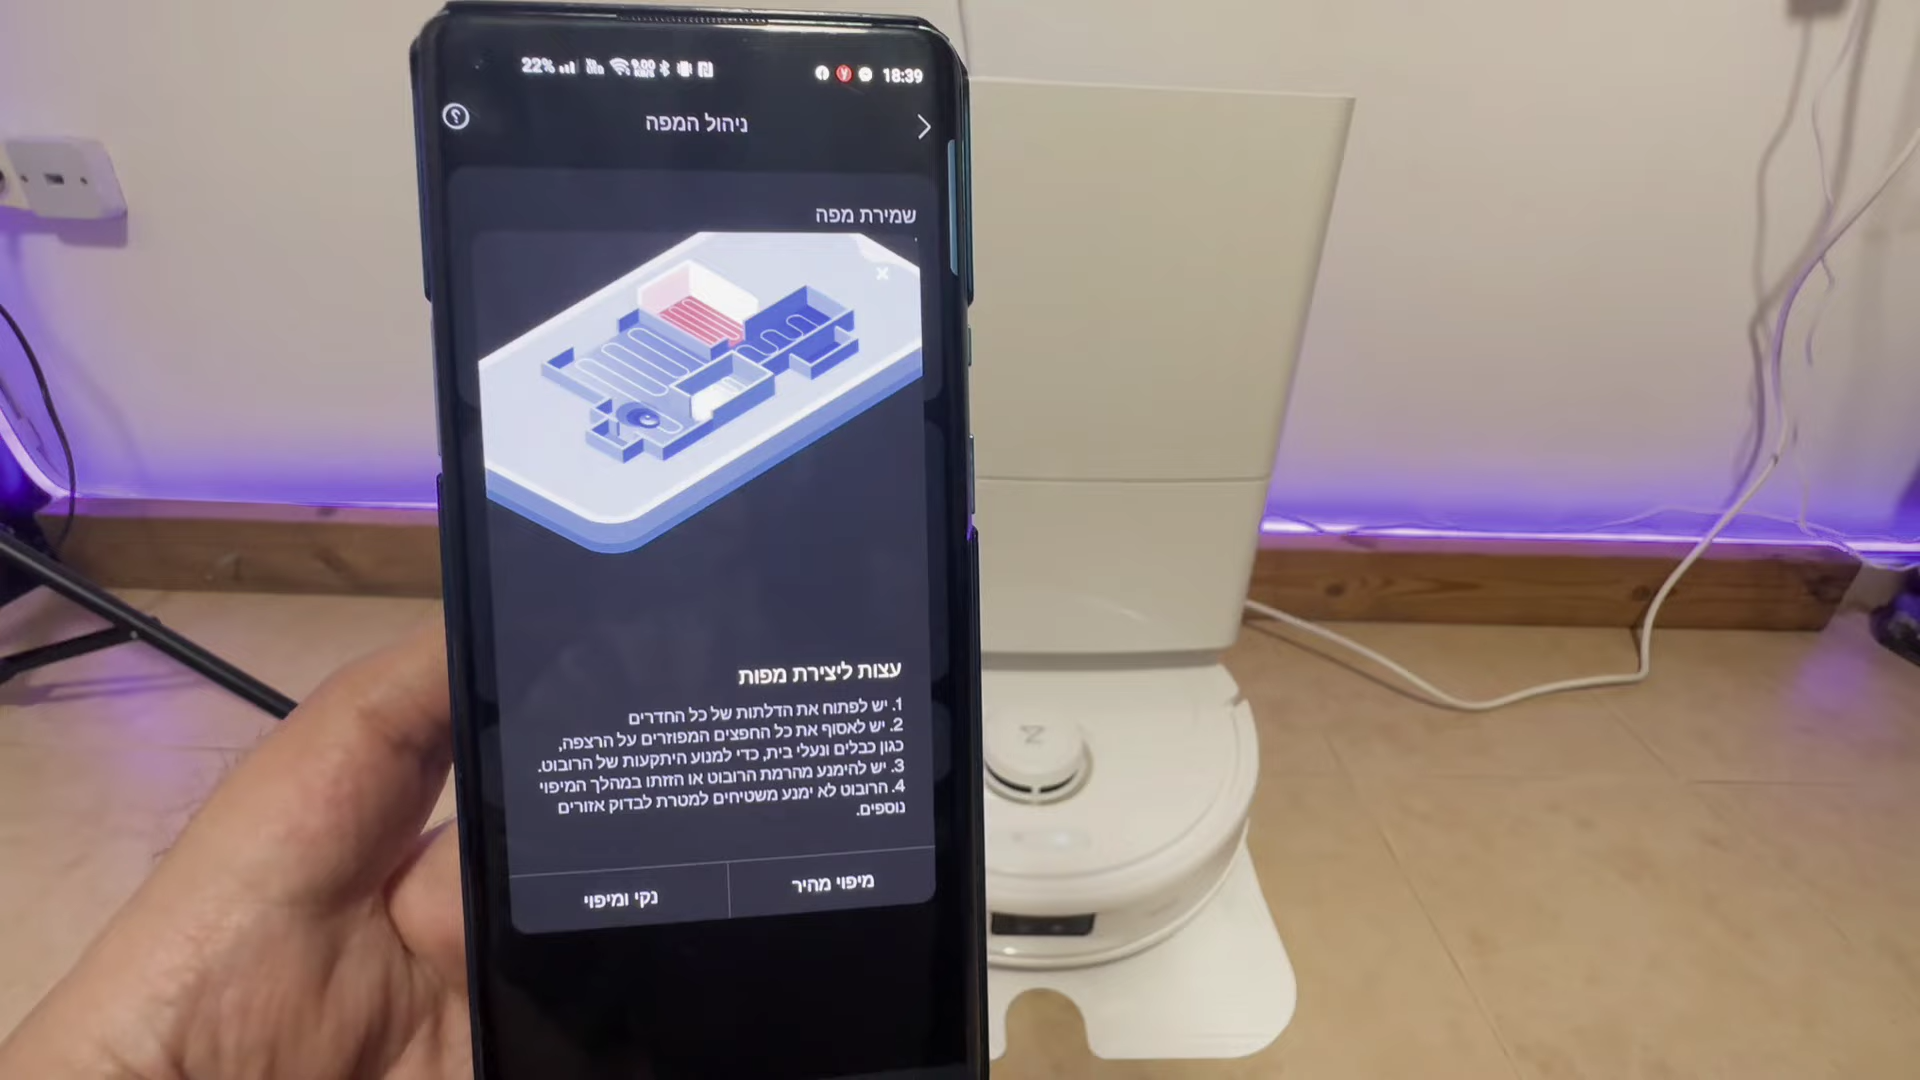 22%
18:39
ניהול המפה
שמירת מפה
עצות ליצירת מפות
1. יש לפתוח את הדלתות של כל החדרים
2. יש לאסוף את כל החפצים המפוזרים על הרצפה,
כגון כבלים ונעלי בית, כדי למנוע היתקעות של הרובוט.
3. יש להימנע מהרמת הרובוט או הזזתו במהלך המיפוי
4. הרובוט לא ימנע משטיחים למטרת לבדוק אזורים
נוספים.
מיפוי מהיר
נקי ומיפוי